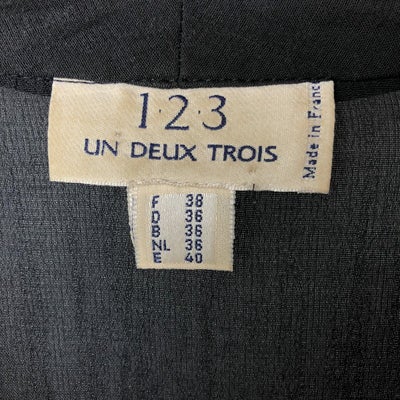 1.2.3
UN DEUX TROIS
Made in France
F 38
D 36
B 36
NL 36
E 40